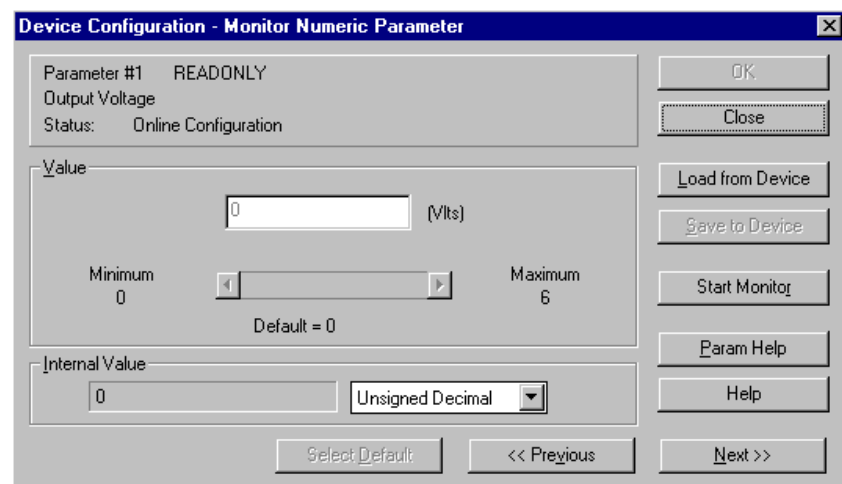 Device Configuration - Monitor Numeric Parameter
Parameter #1 READONLY
Output Voltage
Status: Online Configuration
OK
Close
Value
0 (Vlts)
Minimum
0
Maximum
6
Default = 0
Load from Device
Save to Device
Start Monitor
Internal Value
0 Unsigned Decimal
Param Help
Help
Select Default
<< Previous
Next >>